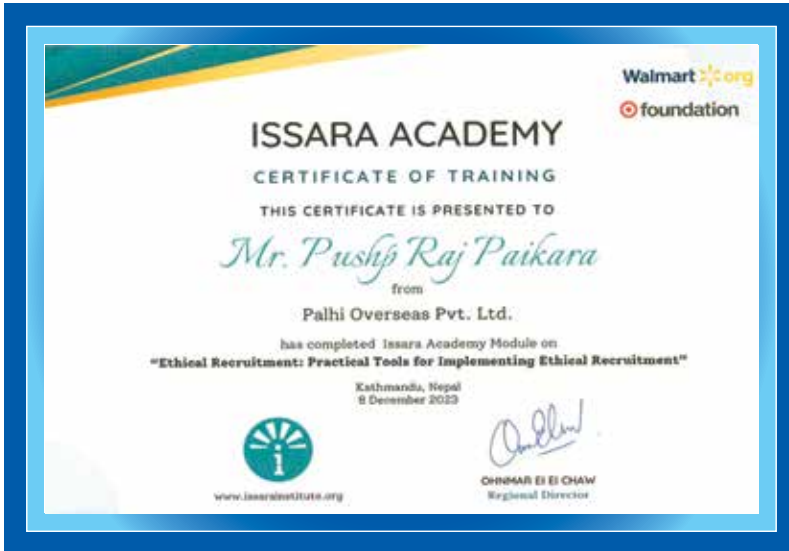 Walmart org
foundation
ISSARA ACADEMY
CERTIFICATE OF TRAINING
THIS CERTIFICATE IS PRESENTED TO
Mr. Pushp Raj Paikara
from
Palhi Overseas Pvt. Ltd.
has completed Issara Academy Module on
"Ethical Recruitment: Practical Tools for Implementing Ethical Recruitment"
Kathmandu, Nepal
8 December 2023
i
www.issarainstitute.org
OHNMAR EI EI CHAW
Regional Director